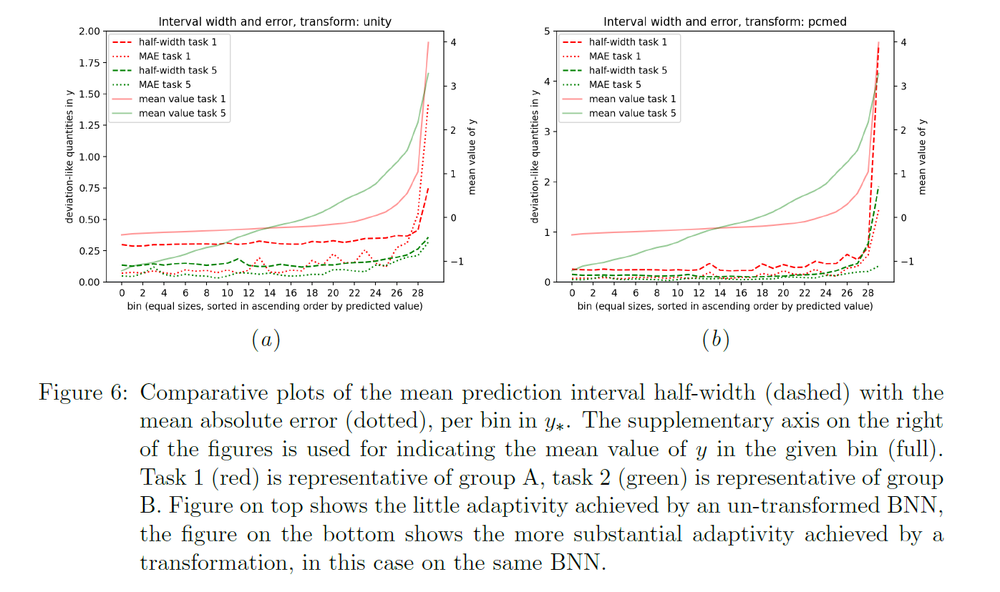 Interval width and error, transform: unity
2.00
1.75
1.50
1.25
1.00
0.75
0.50
0.25
0.00
deviation-like quantities in y
half-width task 1
MAE task 1
half-width task 5
MAE task 5
mean value task 1
mean value task 5
4
3
2
1
0
−1
mean value of y
0 2 4 6 8 10 12 14 16 18 20 22 24 26 28
bin (equal sizes, sorted in ascending order by predicted value)
(a)
Interval width and error, transform: pcmed
5
4
3
2
1
0
deviation-like quantities in y
half-width task 1
MAE task 1
half-width task 5
MAE task 5
mean value task 1
mean value task 5
4
3
2
1
0
−1
mean value of y
0 2 4 6 8 10 12 14 16 18 20 22 24 26 28
bin (equal sizes, sorted in ascending order by predicted value)
(b)
Figure 6: Comparative plots of the mean prediction interval half-width (dashed) with the
mean absolute error (dotted), per bin in y∗. The supplementary axis on the right
of the figures is used for indicating the mean value of y in the given bin (full).
Task 1 (red) is representative of group A, task 2 (green) is representative of group
B. Figure on top shows the little adaptivity achieved by an un-transformed BNN,
the figure on the bottom shows the more substantial adaptivity achieved by a
transformation, in this case on the same BNN.